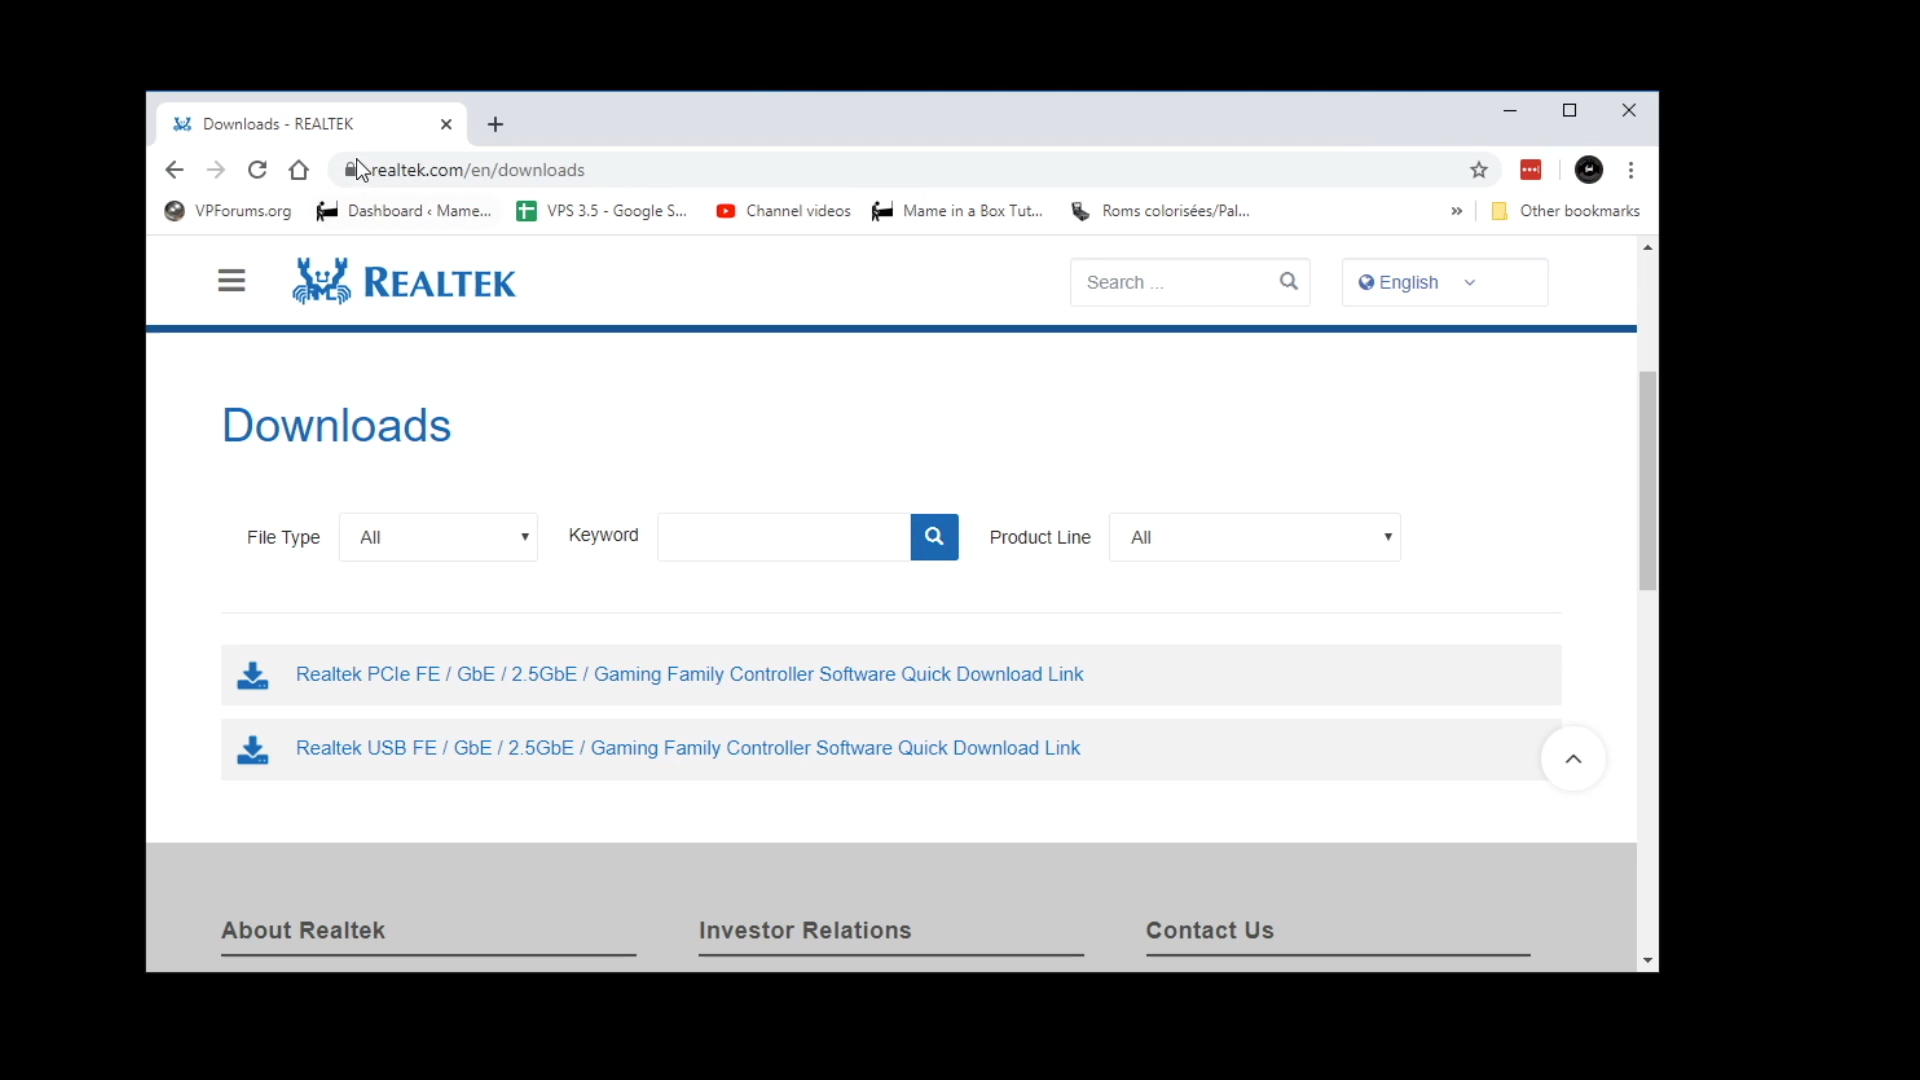 Downloads - REALTEK
realtek.com/en/downloads
VPForums.org Dashboard ‹ Mame... VPS 3.5 - Google S... Channel videos Mame in a Box Tut... Roms colorisées/Pal... » Other bookmarks
REALTEK Search ... English
Downloads
File Type All Keyword Product Line All
Realtek PCIe FE / GbE / 2.5GbE / Gaming Family Controller Software Quick Download Link
Realtek USB FE / GbE / 2.5GbE / Gaming Family Controller Software Quick Download Link
About Realtek Investor Relations Contact Us